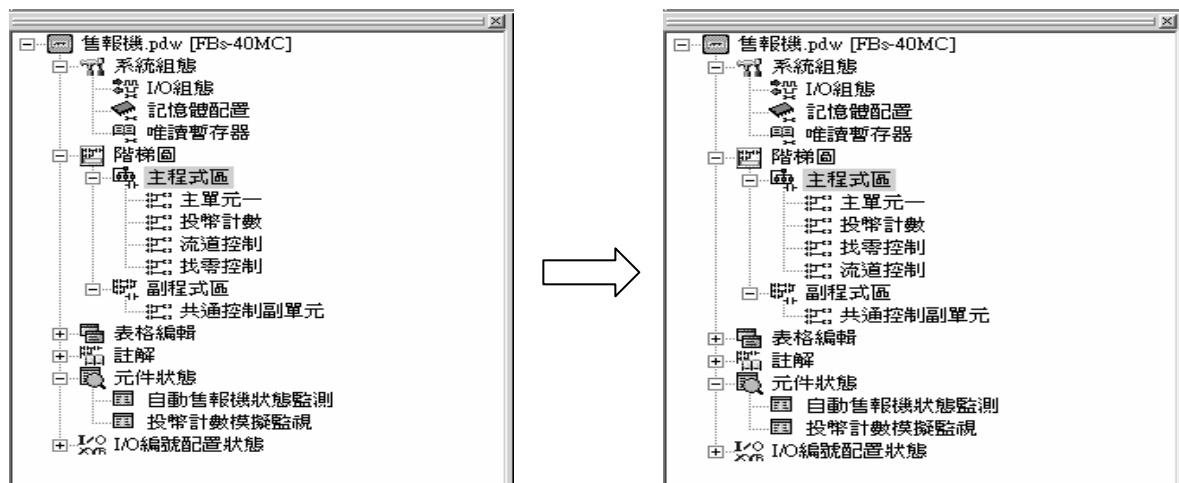 售報機.pdw [FBs-40MC]
系統組態
I/O組態
記憶體配置
唯讀暫存器
階梯圖
主程式區
主單元一
投幣計數
流道控制
找零控制
副程式區
共通控制副單元
表格編輯
註解
元件狀態
自動售報機狀態監測
投幣計數模擬監視
I/O編號配置狀態
售報機.pdw [FBs-40MC]
系統組態
I/O組態
記憶體配置
唯讀暫存器
階梯圖
主程式區
主單元一
投幣計數
找零控制
流道控制
副程式區
共通控制副單元
表格編輯
註解
元件狀態
自動售報機狀態監測
投幣計數模擬監視
I/O編號配置狀態